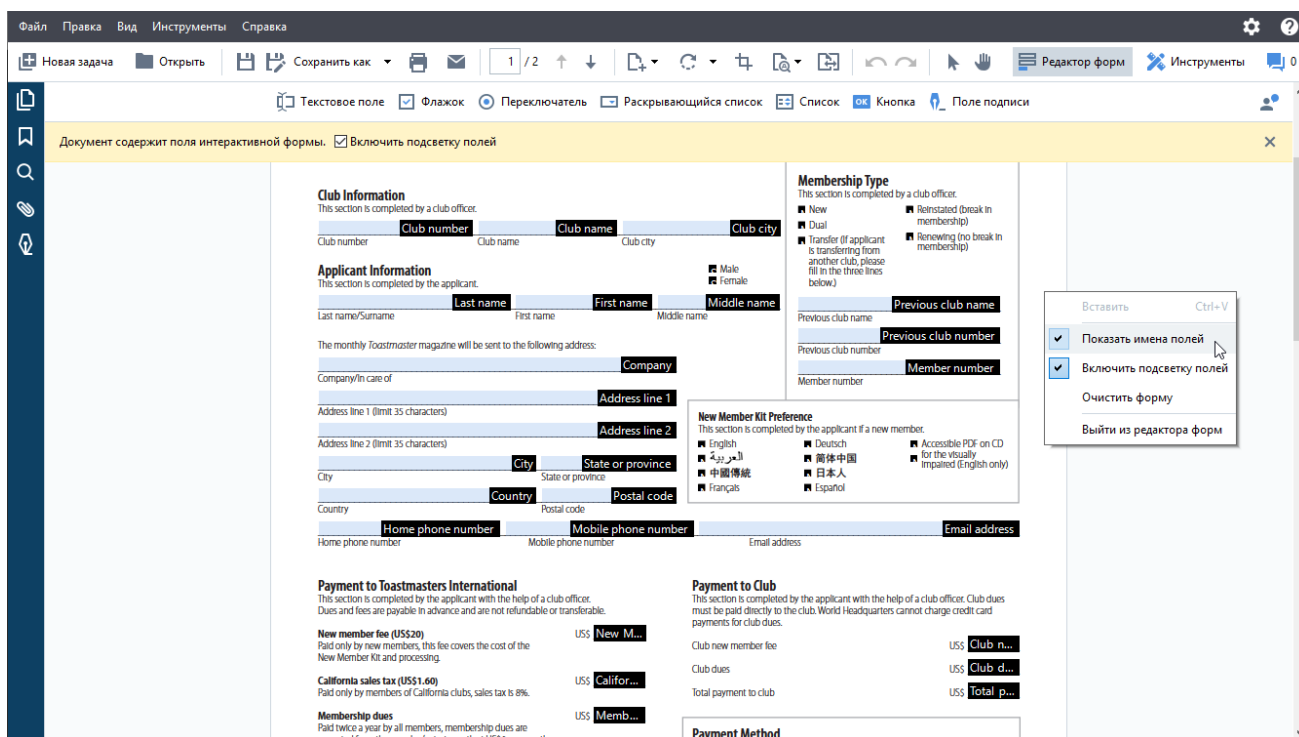 Файл Правка Вид Инструменты Справка
Новая задача Открыть Сохранить как 1 / 2 Редактор форм Инструменты 0
Текстовое поле Флажок Переключатель Раскрывающийся список Список OK Кнопка Поле подписи
Документ содержит поля интерактивной формы. Включить подсветку полей
Club Information
This section is completed by a club officer.
Club number Club name Club city
Club number Club name Club city
Applicant Information
This section is completed by the applicant.
Male
Female
Last name First name Middle name
Last name/Surname First name Middle name
The monthly Toastmaster magazine will be sent to the following address:
Company
Company/In care of
Address line 1
Address line 1 (limit 35 characters)
Address line 2
Address line 2 (limit 35 characters)
City State or province
City State or province
Country Postal code
Country Postal code
Home phone number Mobile phone number Email address
Home phone number Mobile phone number Email address
Membership Type
This section is completed by a club officer.
New
Dual
Transfer (If applicant
is transferring from
another club, please
fill in the three lines
below.)
Reinstated (break in
membership)
Renewing (no break in
membership)
Previous club name
Previous club name
Previous club number
Previous club number
Member number
Member number
New Member Kit Preference
This section is completed by the applicant if a new member.
English
العربية
中國傳統
Français
Deutsch
简体中国
日本人
Español
Accessible PDF on CD
for the visually
impaired (English only)
Вставить Ctrl+V
Показать имена полей
Включить подсветку полей
Очистить форму
Выйти из редактора форм
Payment to Toastmasters International
This section is completed by the applicant with the help of a club officer.
Dues and fees are payable in advance and are not refundable or transferable.
New member fee (US$20) US$ New M...
Paid only by new members, this fee covers the cost of the
New Member Kit and processing.
California sales tax (US$1.60) US$ Califor...
Paid only by members of California clubs, sales tax is 8%.
Membership dues US$ Memb...
Paid twice a year by all members, membership dues are
Payment to Club
This section is completed by the applicant with the help of a club officer. Club dues
must be paid directly to the club. World Headquarters cannot charge credit card
payments for club dues.
Club new member fee US$ Club n...
Club dues US$ Club d...
Total payment to club US$ Total p...
Payment Method